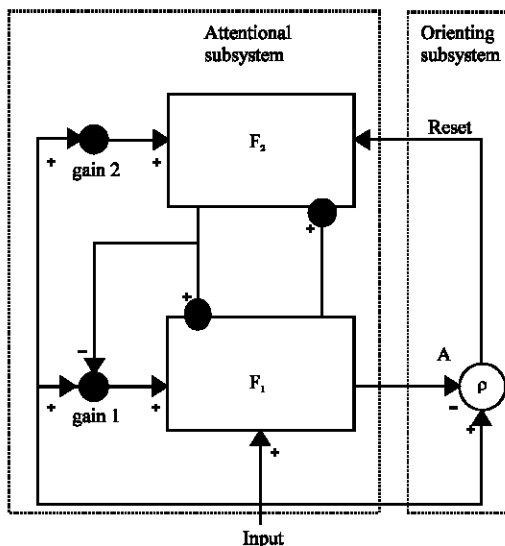 Attentional
subsystem
Orienting
subsystem
Reset
F₂
+
+
gain 2
+
+
−
A
ρ
−
+
F₁
+
+
gain 1
+
Input